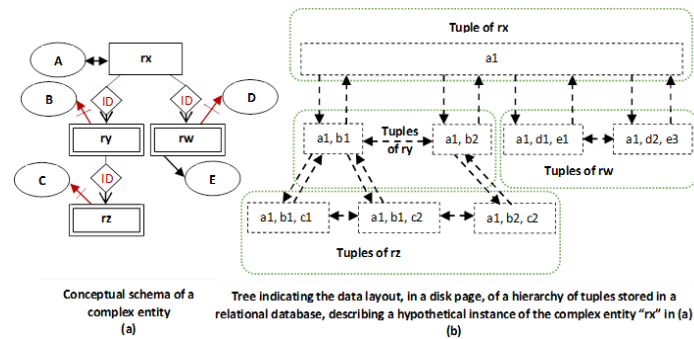 A
rx
B
ID
ID
D
ry
rw
C
ID
E
rz
Conceptual schema of a
complex entity
(a)
Tuple of rx
a1
a1, b1
Tuples
of ry
a1, b2
a1, d1, e1
a1, d2, e3
Tuples of rw
a1, b1, c1
a1, b1, c2
a1, b2, c2
Tuples of rz
Tree indicating the data layout, in a disk page, of a hierarchy of tuples stored in a
relational database, describing a hypothetical instance of the complex entity “rx” in (a)
(b)